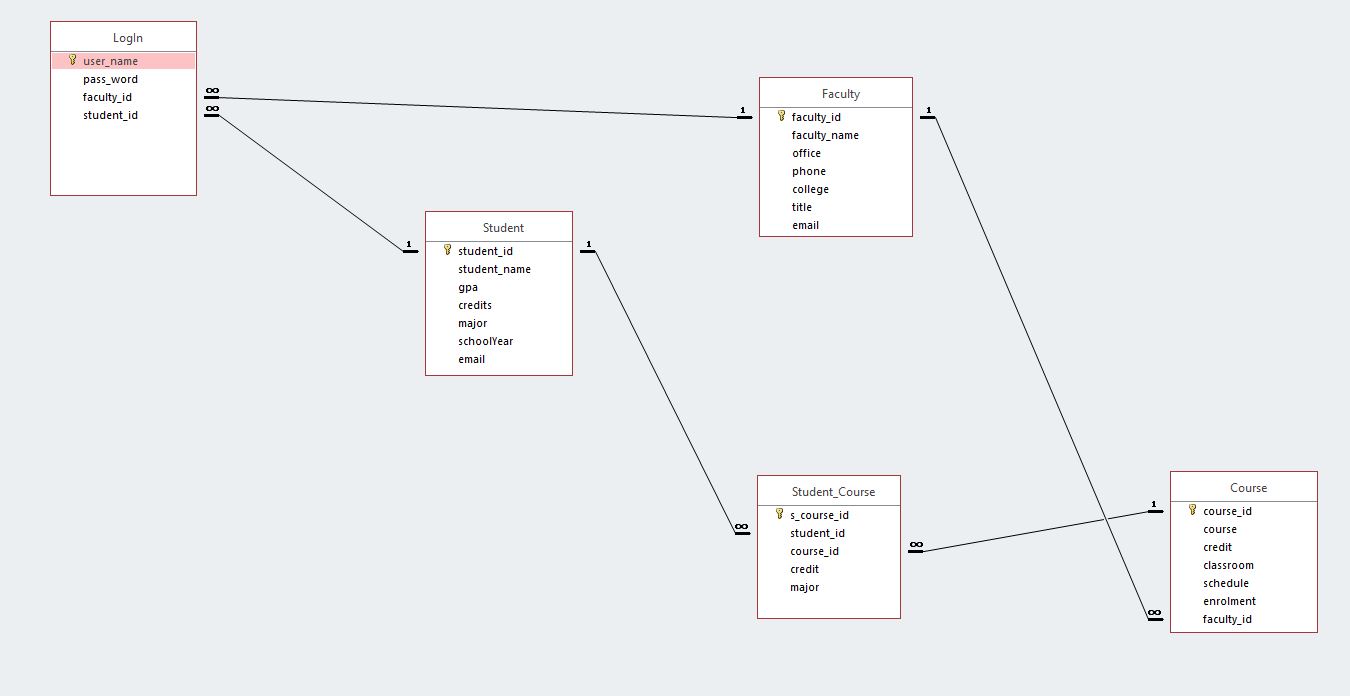 LogIn
user_name
pass_word
faculty_id
student_id
∞
∞
1
Faculty
faculty_id
faculty_name
office
phone
college
title
email
1
1
Student
student_id
student_name
gpa
credits
major
schoolYear
email
1
∞
Student_Course
s_course_id
student_id
course_id
credit
major
∞
1
∞
Course
course_id
course
credit
classroom
schedule
enrolment
faculty_id